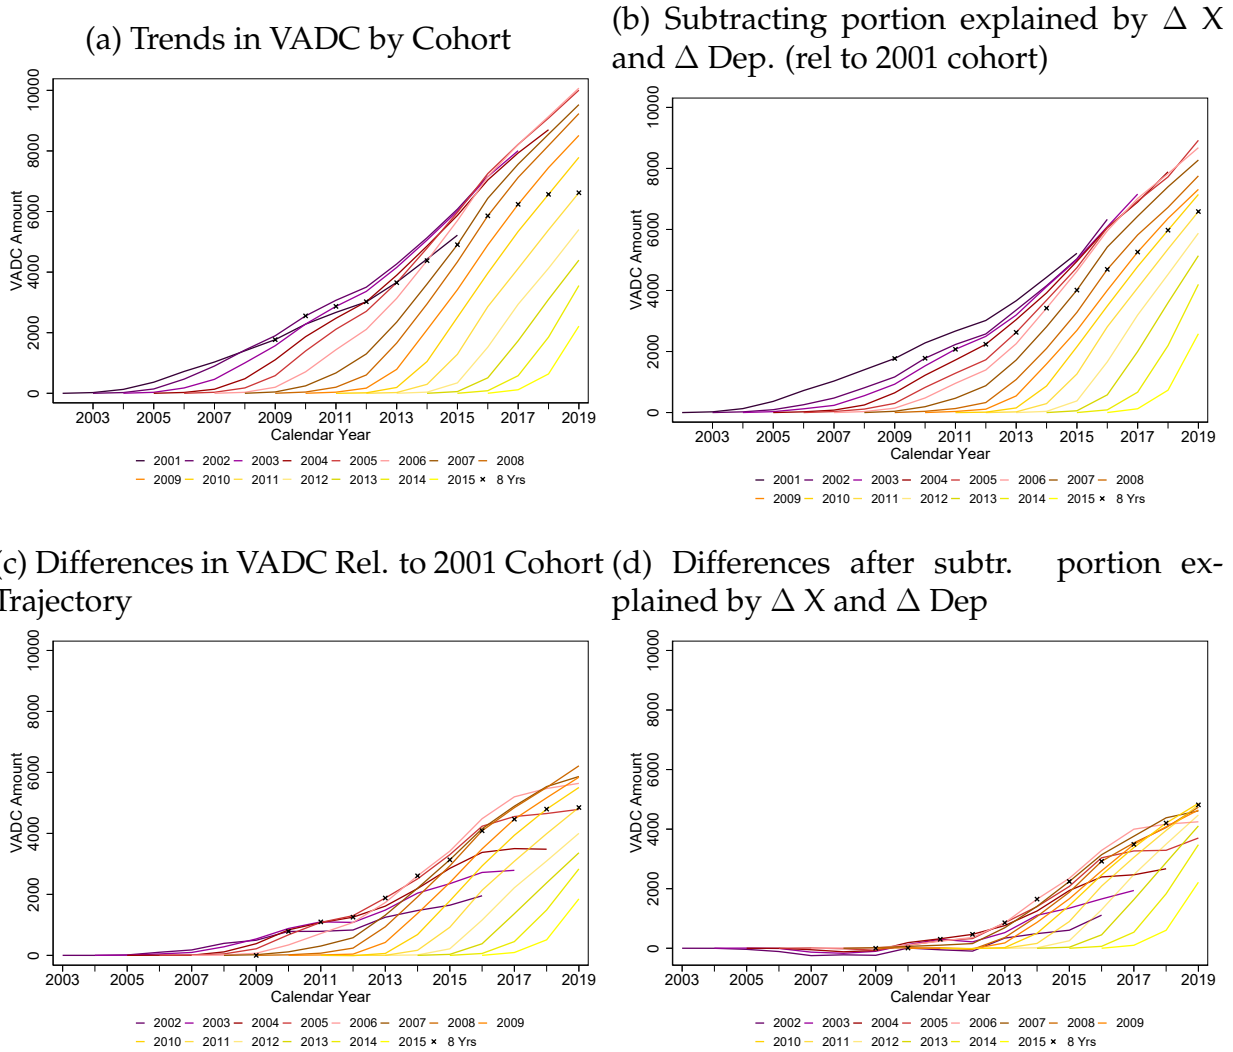 (a) Trends in VADC by Cohort
10000
8000
6000
4000
2000
0
VADC Amount
2003 2005 2007 2009 2011 2013 2015 2017 2019
Calendar Year
2001 2002 2003 2004 2005 2006 2007 2008
2009 2010 2011 2012 2013 2014 2015 × 8 Yrs
(b) Subtracting portion explained by Δ X
and Δ Dep. (rel to 2001 cohort)
10000
8000
6000
4000
2000
0
VADC Amount
2003 2005 2007 2009 2011 2013 2015 2017 2019
Calendar Year
2001 2002 2003 2004 2005 2006 2007 2008
2009 2010 2011 2012 2013 2014 2015 × 8 Yrs
(c) Differences in VADC Rel. to 2001 Cohort
Trajectory
10000
8000
6000
4000
2000
0
VADC Amount
2003 2005 2007 2009 2011 2013 2015 2017 2019
Calendar Year
2002 2003 2004 2005 2006 2007 2008 2009
2010 2011 2012 2013 2014 2015 × 8 Yrs
(d) Differences after subtr. portion ex-
plained by Δ X and Δ Dep
10000
8000
6000
4000
2000
0
VADC Amount
2003 2005 2007 2009 2011 2013 2015 2017 2019
Calendar Year
2002 2003 2004 2005 2006 2007 2008 2009
2010 2011 2012 2013 2014 2015 × 8 Yrs